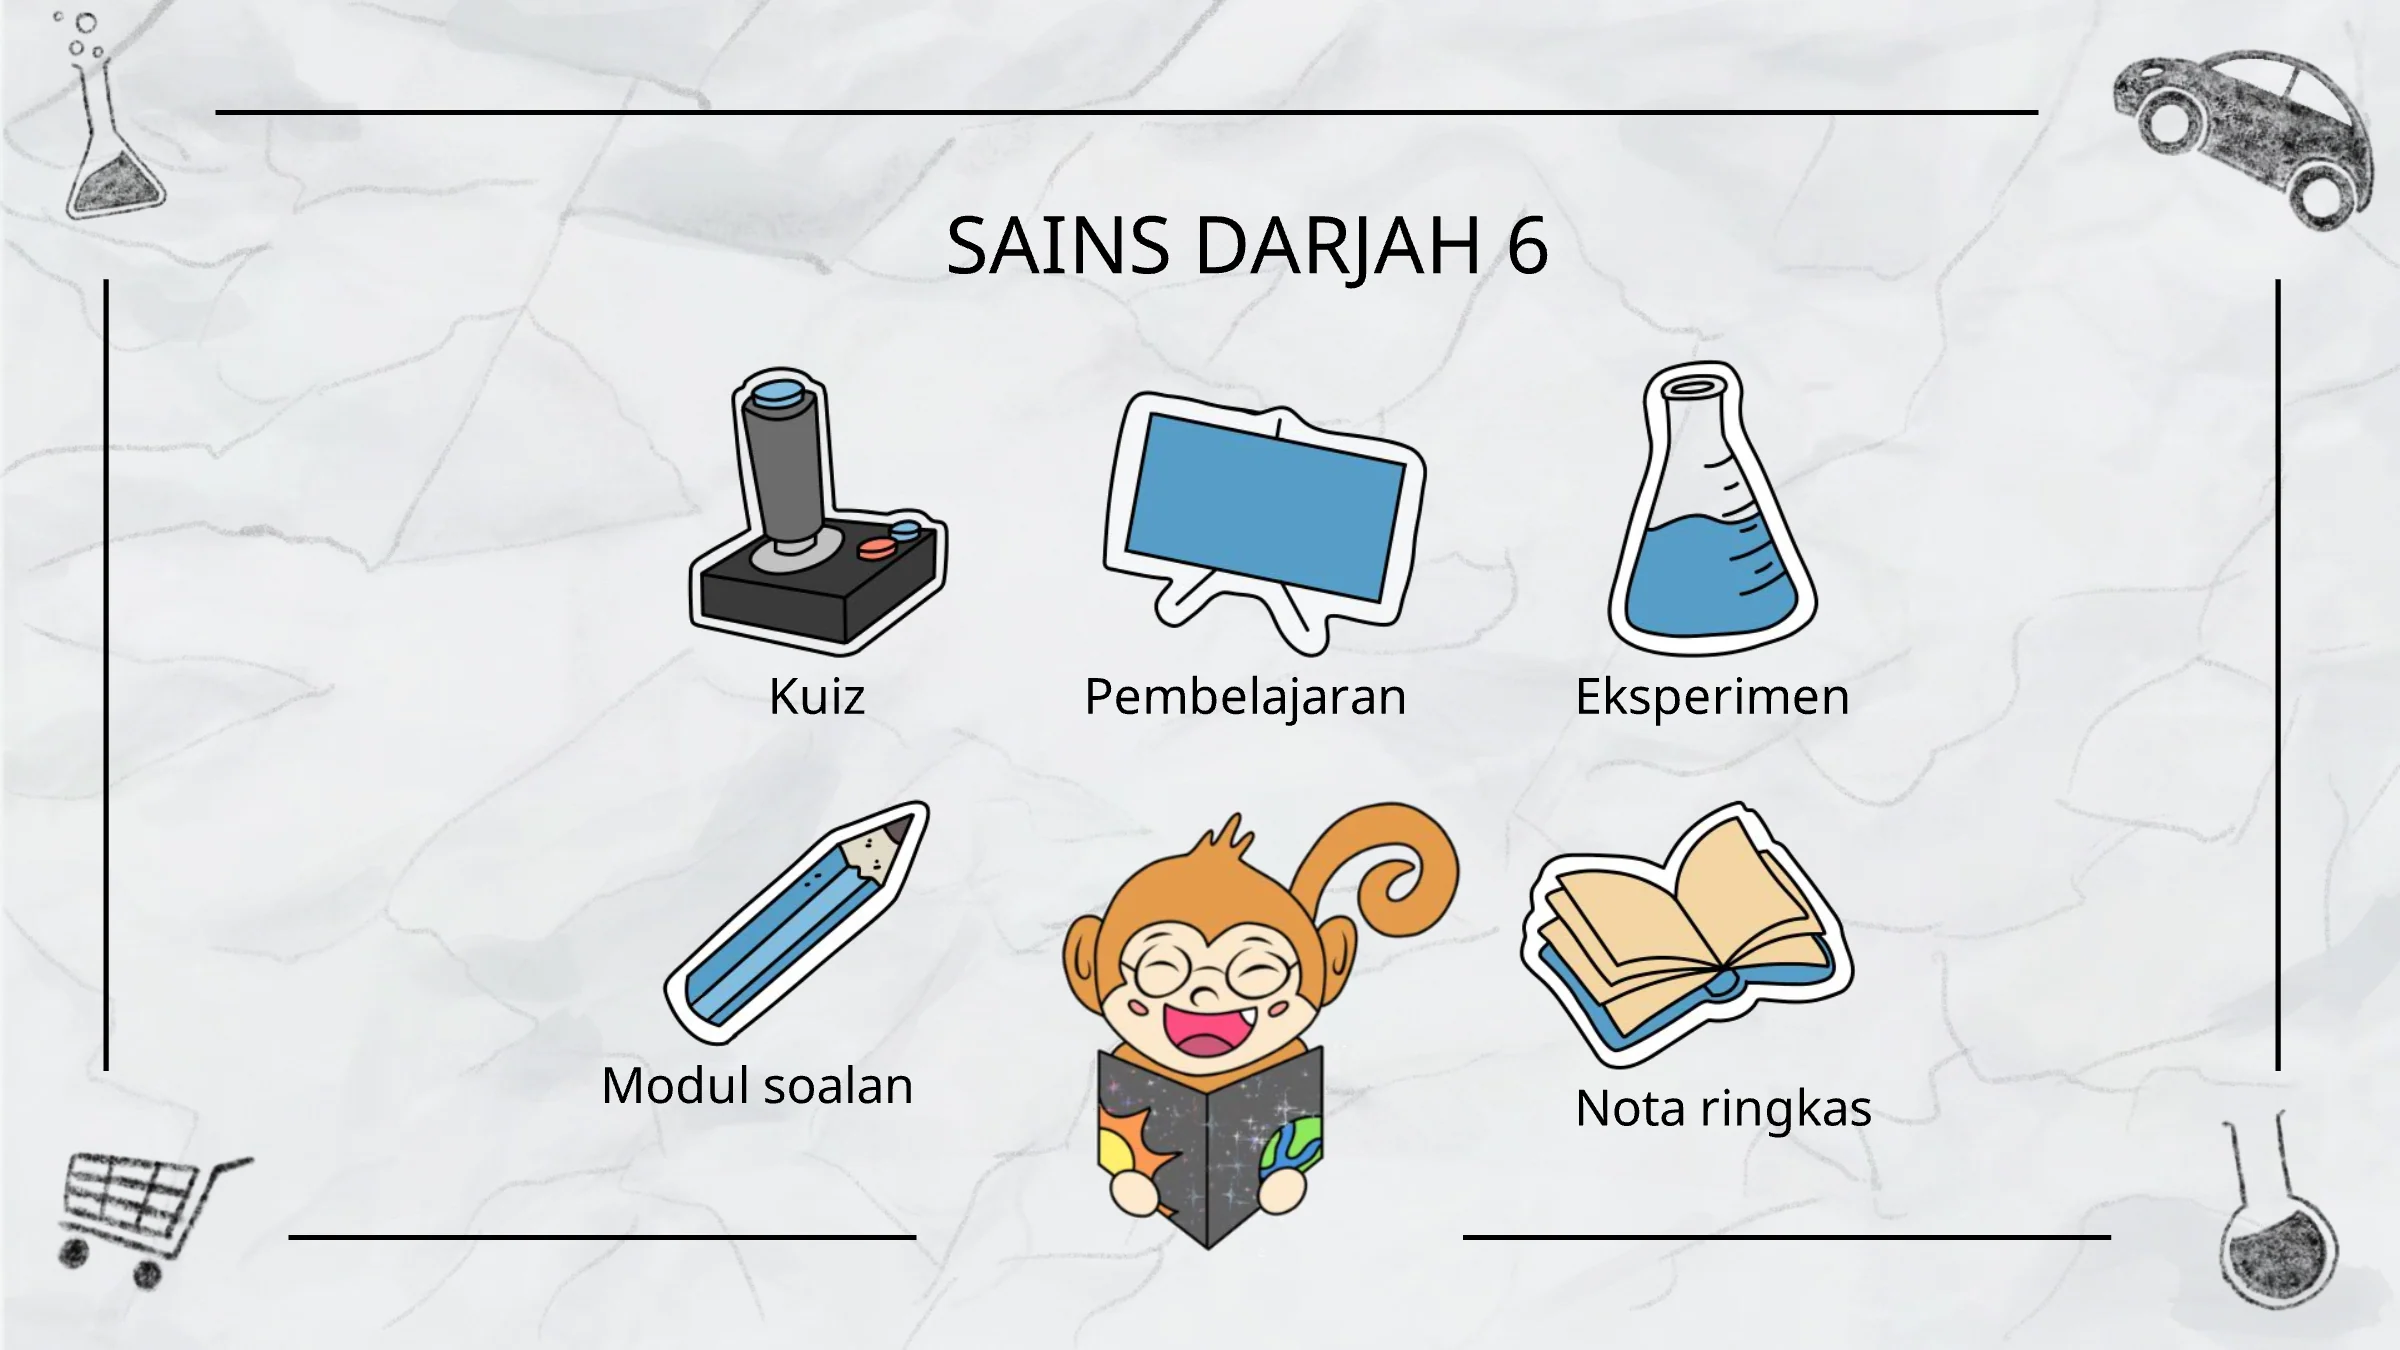 SAINS DARJAH 6
Kuiz
Pembelajaran
Eksperimen
Modul soalan
Nota ringkas